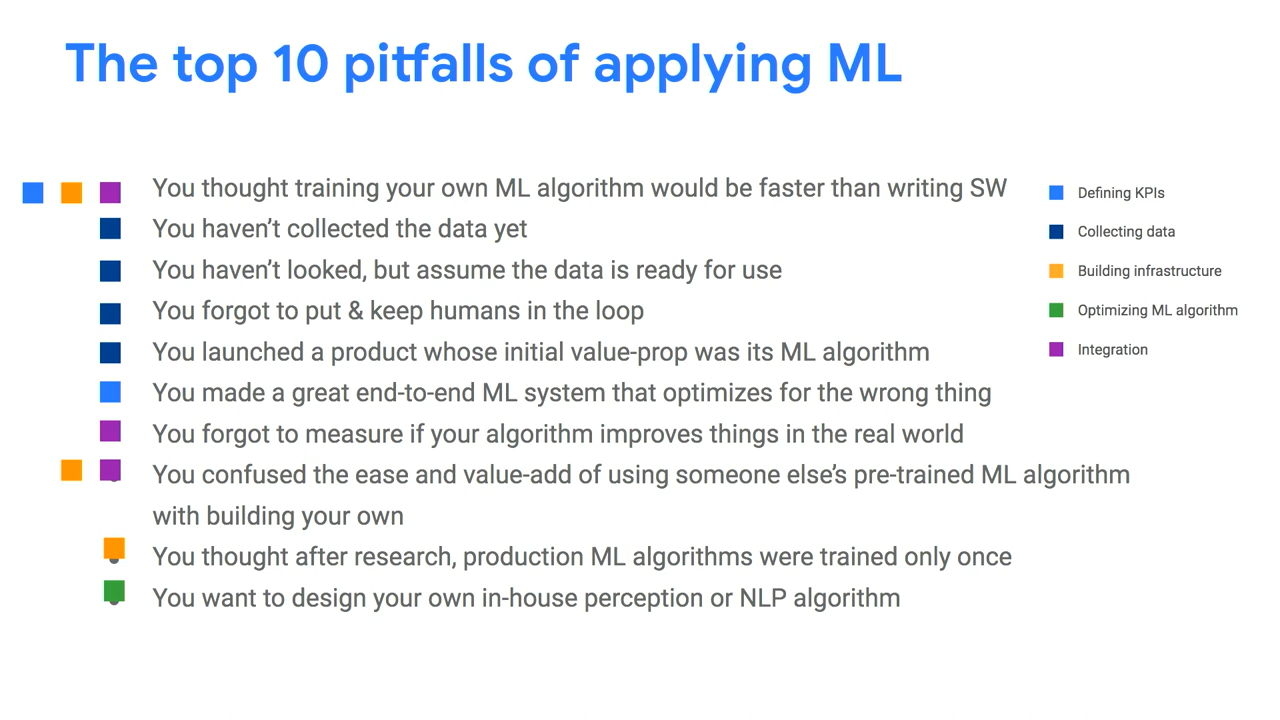 The top 10 pitfalls of applying ML
You thought training your own ML algorithm would be faster than writing SW
You haven’t collected the data yet
You haven’t looked, but assume the data is ready for use
You forgot to put & keep humans in the loop
You launched a product whose initial value-prop was its ML algorithm
You made a great end-to-end ML system that optimizes for the wrong thing
You forgot to measure if your algorithm improves things in the real world
You confused the ease and value-add of using someone else’s pre-trained ML algorithm
with building your own
You thought after research, production ML algorithms were trained only once
You want to design your own in-house perception or NLP algorithm
Defining KPIs
Collecting data
Building infrastructure
Optimizing ML algorithm
Integration